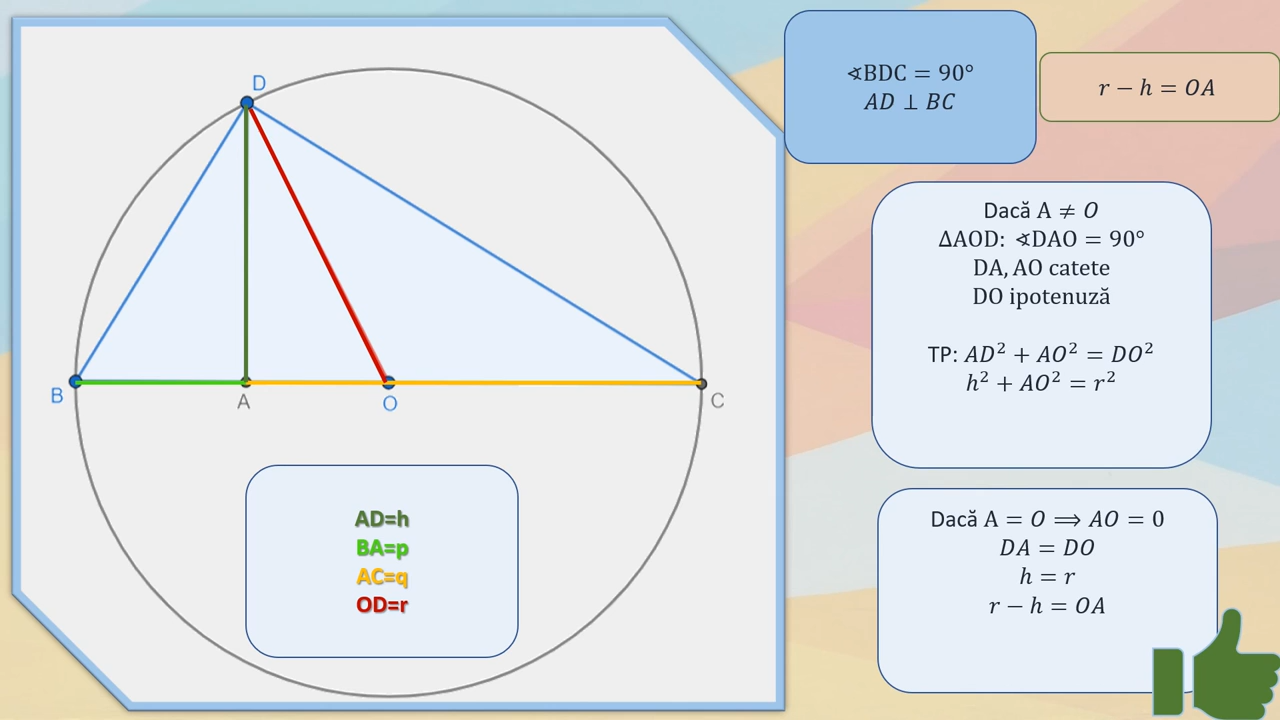 D
B
A
O
C
AD=h
BA=p
AC=q
OD=r
∢BDC = 90°
AD ⊥ BC
r − h = OA
Dacă A ≠ O
ΔAOD: ∢DAO = 90°
DA, AO catete
DO ipotenuză
TP: AD² + AO² = DO²
h² + AO² = r²
Dacă A = O ⟹ AO = 0
DA = DO
h = r
r − h = OA